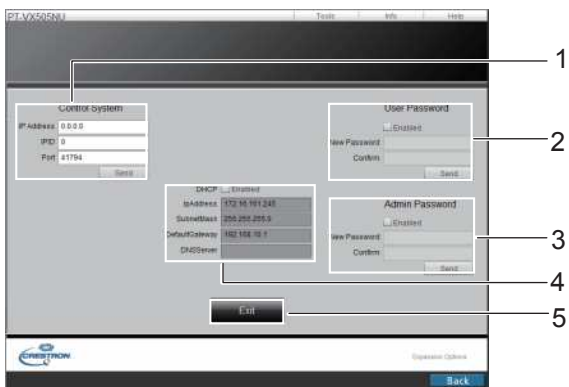 PT-VX505NU
Tools Info Help
1
Control System
IP Address 0.0.0.0
IPID 0
Port 41794
Send
User Password
Enabled
New Password
Confirm
Send
2
DHCP Enabled
IpAddress 172.16.161.245
SubnetMask 255.255.255.0
DefaultGateway 192.168.10.1
DNSServer
Admin Password
Enabled
New Password
Confirm
Send
3
4
Exit
5
CRESTRON
Expansion Options
Back